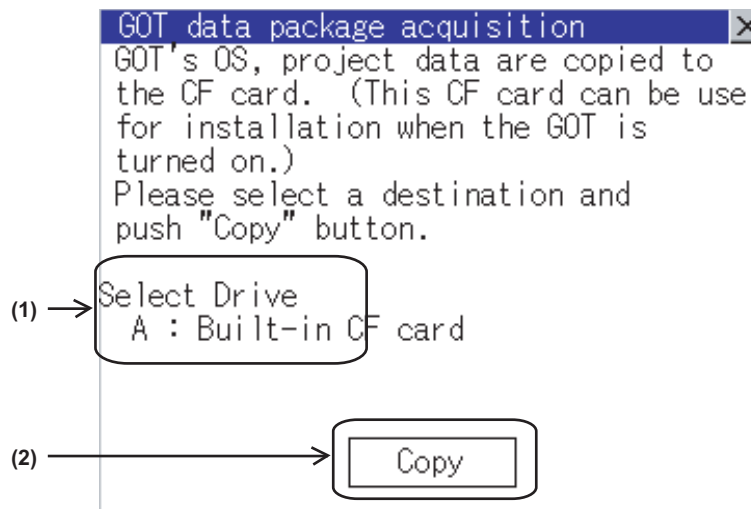 GOT data package acquisition ×
GOT's OS, project data are copied to
the CF card. (This CF card can be use
for installation when the GOT is
turned on.)
Please select a destination and
push "Copy" button.
(1)
Select Drive
A : Built-in CF card
(2)
Copy